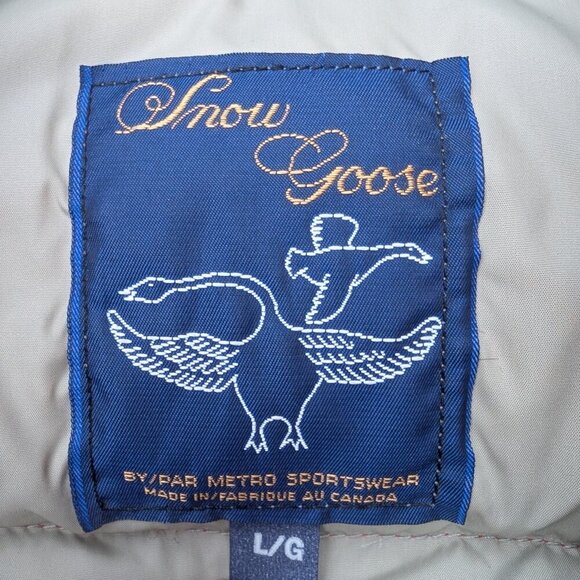 Snow
Goose
BY/PAR METRO SPORTSWEAR
MADE IN/FABRIQUE AU CANADA
L/G